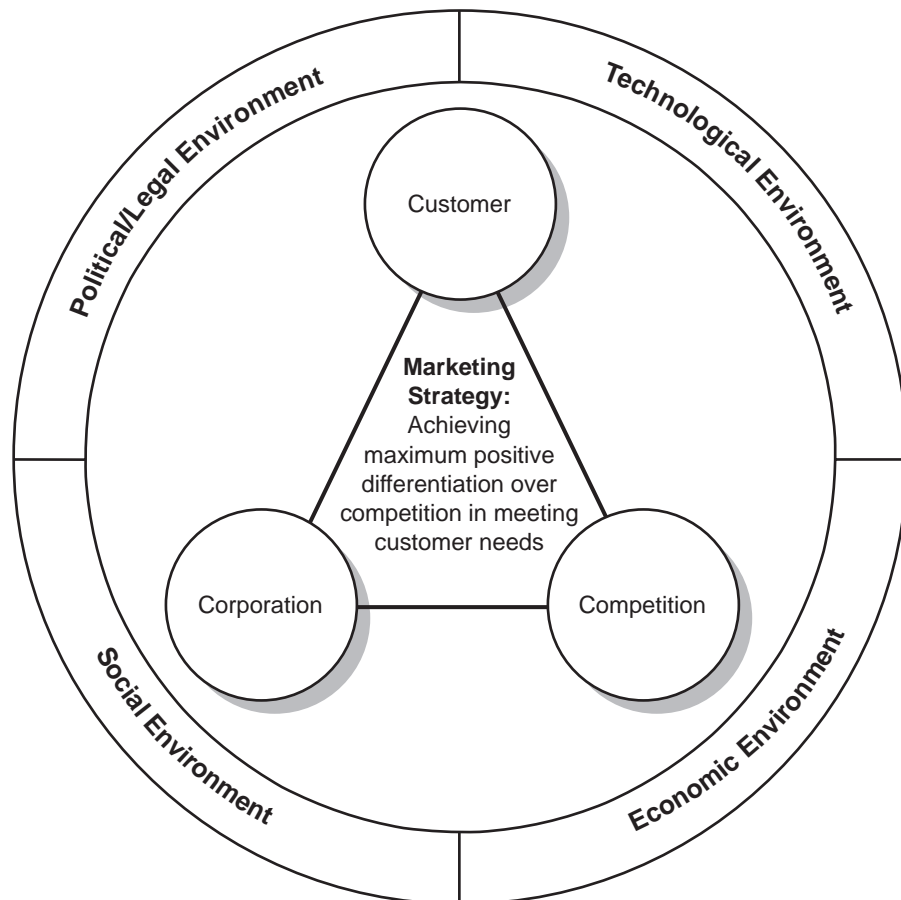 Political/Legal Environment
Technological Environment
Customer
Marketing
Strategy:
Achieving
maximum positive
differentiation over
competition in meeting
customer needs
Corporation
Competition
Social Environment
Economic Environment